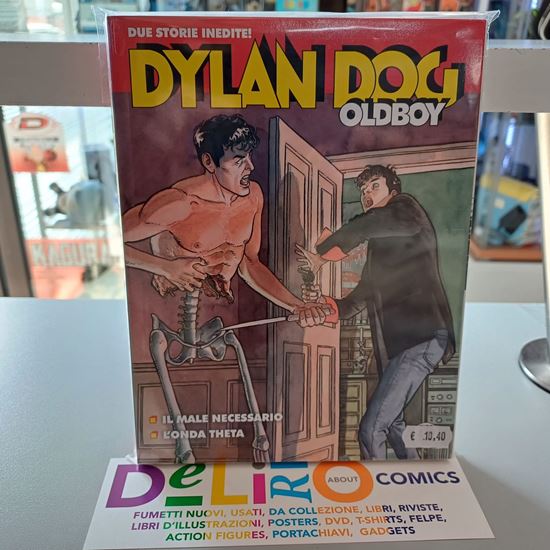 DUE STORIE INEDITE!
DYLAN DOG
OLDBOY
IL MALE NECESSARIO
L'ONDA THETA
€ 10,40
DeLiRiO ABOUT COMICS
FUMETTI NUOVI, USATI, DA COLLEZIONE, LIBRI, RIVISTE,
LIBRI D'ILLUSTRAZIONI, POSTERS, DVD, T-SHIRTS, FELPE,
ACTION FIGURES, PORTACHIAVI, GADGETS